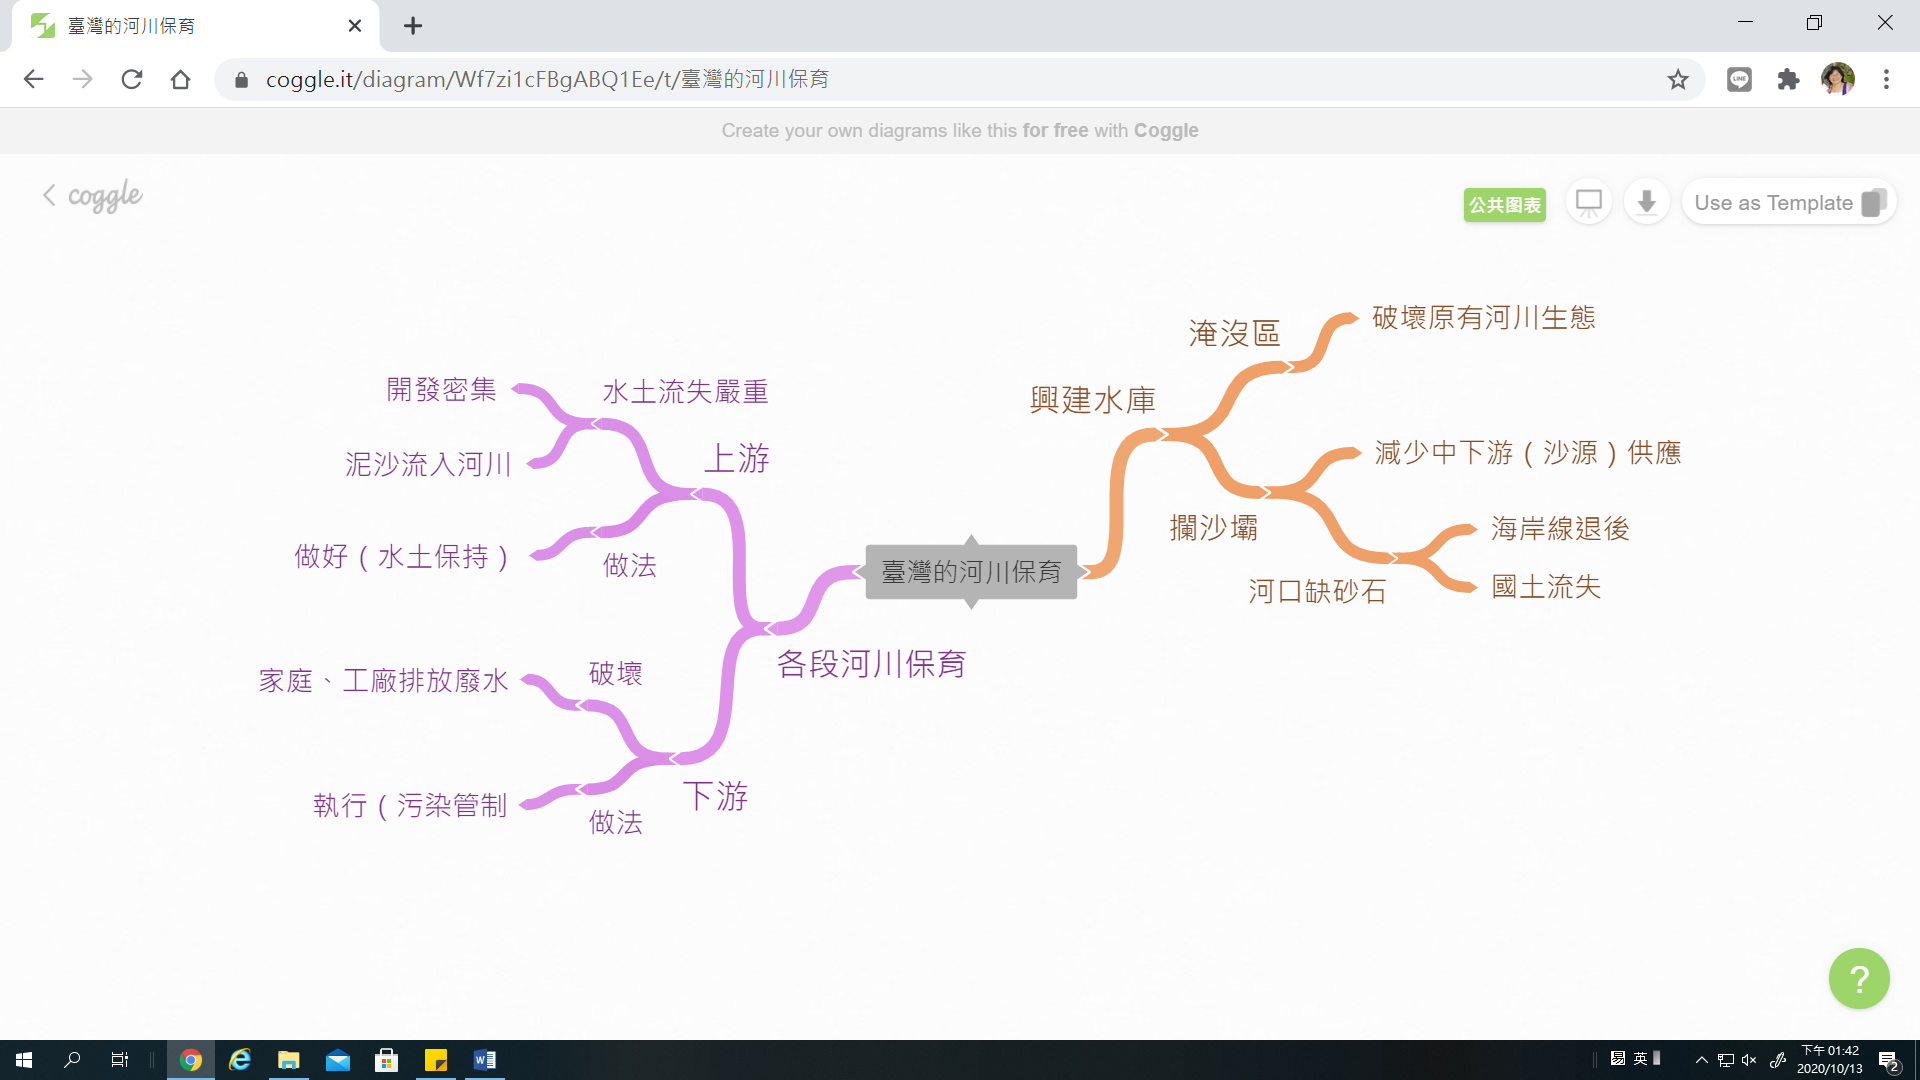 臺灣的河川保育
coggle.it/diagram/Wf7zi1cFBgABQ1Ee/t/臺灣的河川保育
Create your own diagrams like this for free with Coggle
coggle
公共图表
Use as Template
臺灣的河川保育
興建水庫
淹沒區
破壞原有河川生態
攔沙壩
減少中下游（沙源）供應
河口缺砂石
海岸線退後
國土流失
各段河川保育
上游
水土流失嚴重
開發密集
泥沙流入河川
做法
做好（水土保持）
下游
破壞
家庭、工廠排放廢水
做法
執行（污染管制
?
英
下午 01:42
2020/10/13
2